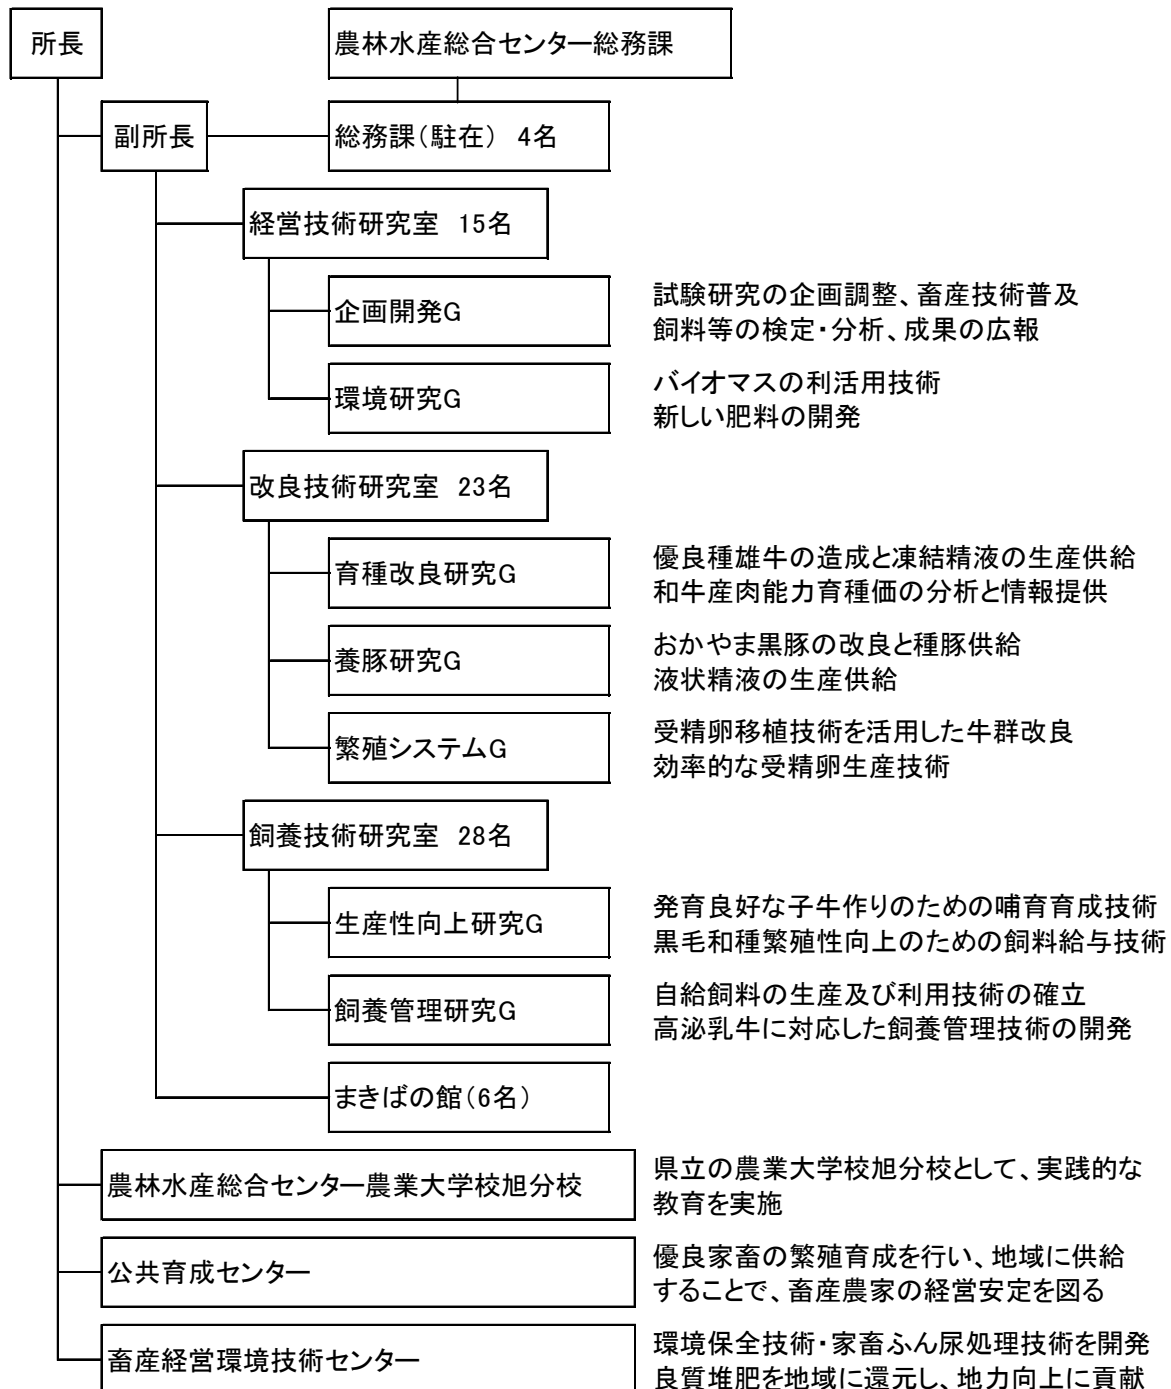 所長
農林水産総合センター総務課
副所長
総務課（駐在） 4名
経営技術研究室 15名
企画開発G
試験研究の企画調整、畜産技術普及
飼料等の検定・分析、成果の広報
環境研究G
バイオマスの利活用技術
新しい肥料の開発
改良技術研究室 23名
育種改良研究G
優良種雄牛の造成と凍結精液の生産供給
和牛産肉能力育種価の分析と情報提供
養豚研究G
おかやま黒豚の改良と種豚供給
液状精液の生産供給
繁殖システムG
受精卵移植技術を活用した牛群改良
効率的な受精卵生産技術
飼養技術研究室 28名
生産性向上研究G
発育良好な子牛作りのための哺育育成技術
黒毛和種繁殖性向上のための飼料給与技術
飼養管理研究G
自給飼料の生産及び利用技術の確立
高泌乳牛に対応した飼養管理技術の開発
まきばの館（6名）
農林水産総合センター農業大学校旭分校
県立の農業大学校旭分校として、実践的な
教育を実施
公共育成センター
優良家畜の繁殖育成を行い、地域に供給
することで、畜産農家の経営安定を図る
畜産経営環境技術センター
環境保全技術・家畜ふん尿処理技術を開発
良質堆肥を地域に還元し、地力向上に貢献